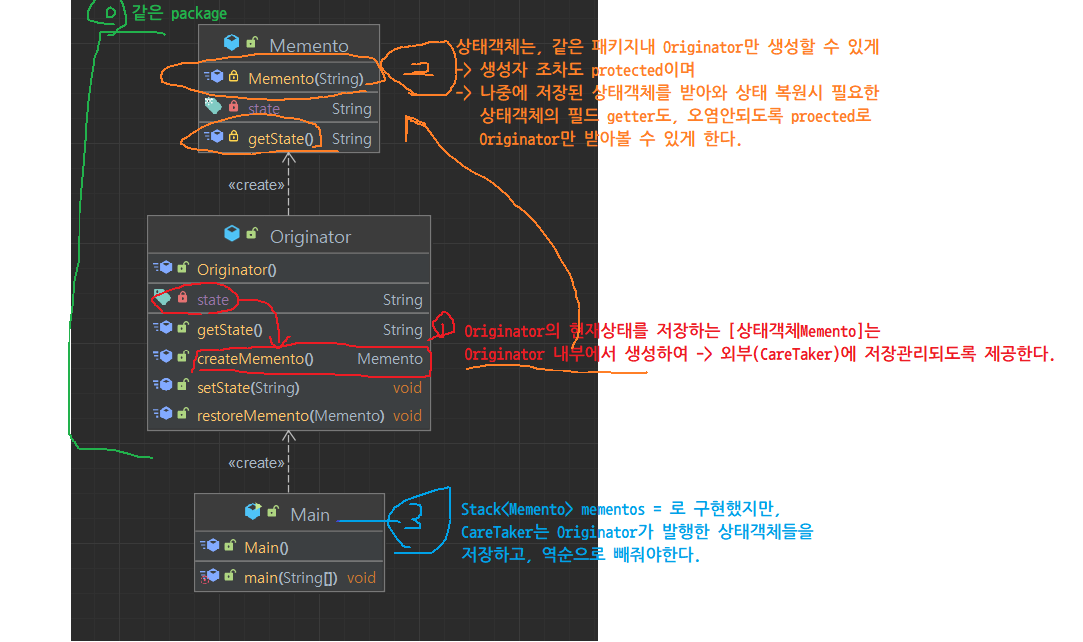 0 같은 package
Memento
Memento(String)
state String
getState() String
2
상태객체는, 같은 패키지내 Originator만 생성할 수 있게
-> 생성자 조차도 protected이며
-> 나중에 저장된 상태객체를 받아와 상태 복원시 필요한
상태객체의 필드 getter도, 오염안되도록 proected로
Originator만 받아볼 수 있게 한다.
«create»
Originator
Originator()
state String
getState() String
createMemento() Memento
setState(String) void
restoreMemento(Memento) void
1
Originator의 현재상태를 저장하는 [상태객체Memento]는
Originator 내부에서 생성하여 -> 외부(CareTaker)에 저장관리되도록 제공한다.
«create»
Main
Main()
main(String[]) void
3
Stack<Memento> mementos = 로 구현했지만,
CareTaker는 Originator가 발행한 상태객체들을
저장하고, 역순으로 빼줘야한다.